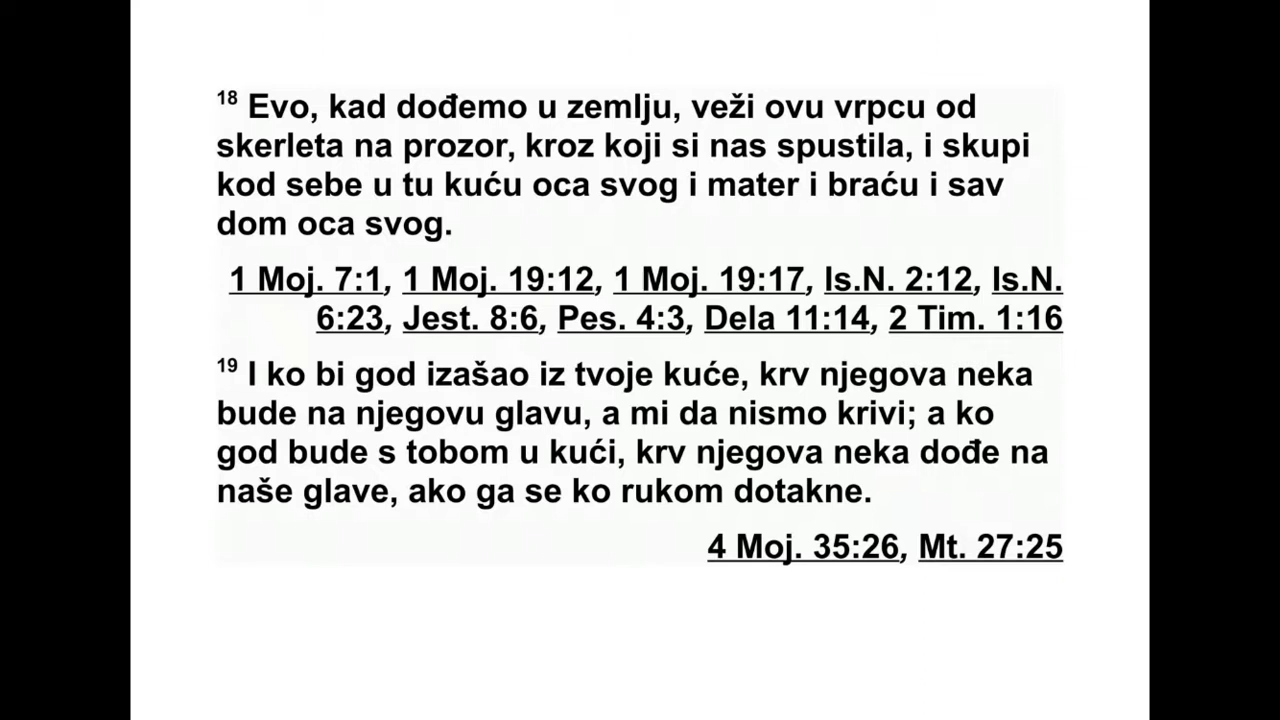 18 Evo, kad dođemo u zemlju, veži ovu vrpcu od
skerleta na prozor, kroz koji si nas spustila, i skupi
kod sebe u tu kuću oca svog i mater i braću i sav
dom oca svog.
1 Moj. 7:1, 1 Moj. 19:12, 1 Moj. 19:17, Is.N. 2:12, Is.N.
6:23, Jest. 8:6, Pes. 4:3, Dela 11:14, 2 Tim. 1:16
19 I ko bi god izašao iz tvoje kuće, krv njegova neka
bude na njegovu glavu, a mi da nismo krivi; a ko
god bude s tobom u kući, krv njegova neka dođe na
naše glave, ako ga se ko rukom dotakne.
4 Moj. 35:26, Mt. 27:25